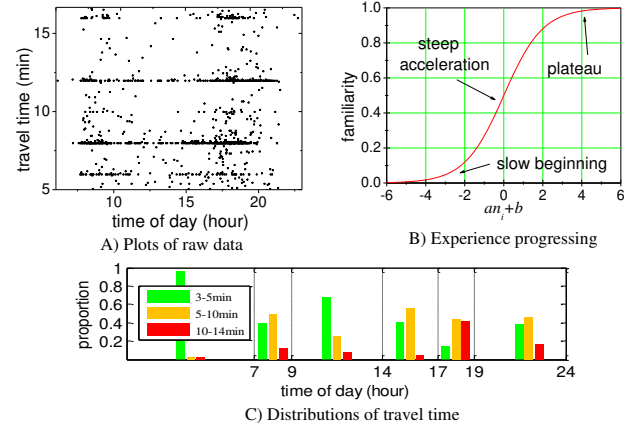 15
10
5
travel time (min)
10
15
20
time of day (hour)
A) Plots of raw data
1.0
0.8
0.6
0.4
0.2
0.0
familiarity
steep
acceleration
plateau
slow beginning
-6
-4
-2
0
2
4
6
an_i+b
B) Experience progressing
1
0.8
0.6
0.4
0.2
proportion
3-5min
5-10min
10-14min
7
9
14
17
19
24
time of day (hour)
C) Distributions of travel time